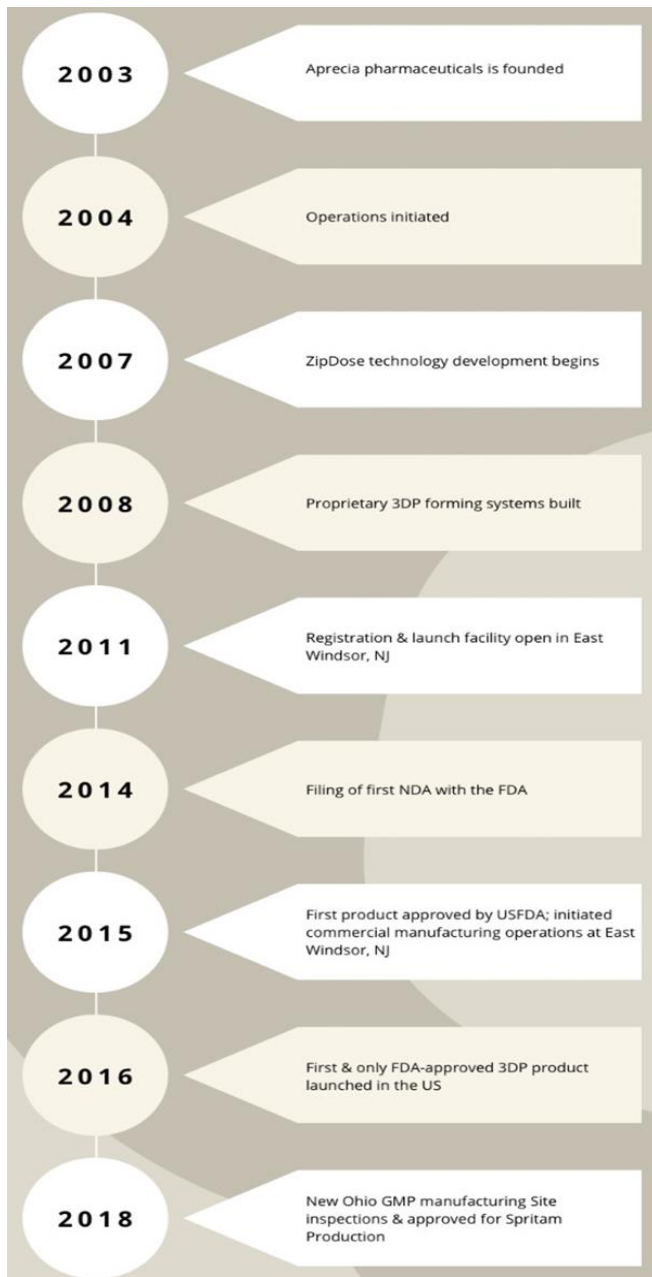 2003
Aprecia pharmaceuticals is founded
2004
Operations initiated
2007
ZipDose technology development begins
2008
Proprietary 3DP forming systems built
2011
Registration & launch facility open in East
Windsor, NJ
2014
Filing of first NDA with the FDA
2015
First product approved by USFDA; initiated
commercial manufacturing operations at East
Windsor, NJ
2016
First & only FDA-approved 3DP product
launched in the US
2018
New Ohio GMP manufacturing Site
inspections & approved for Spritam
Production